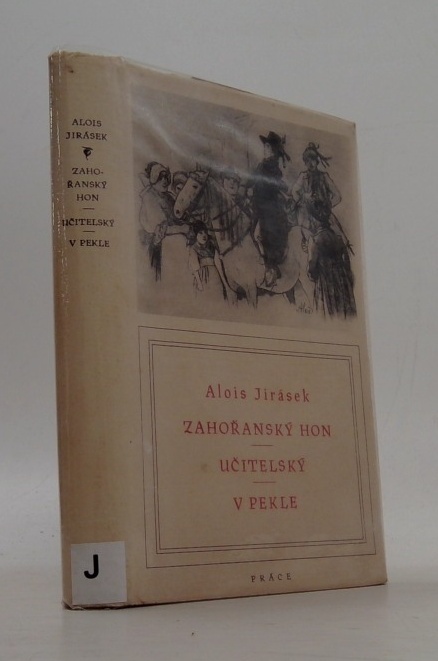 ALOIS
JIRÁSEK
ZAHO-
ŘANSKÝ
HON
UČITELSKÝ
V PEKLE
J
Alois Jirásek
ZAHOŘANSKÝ HON
UČITELSKÝ
V PEKLE
PRÁCE